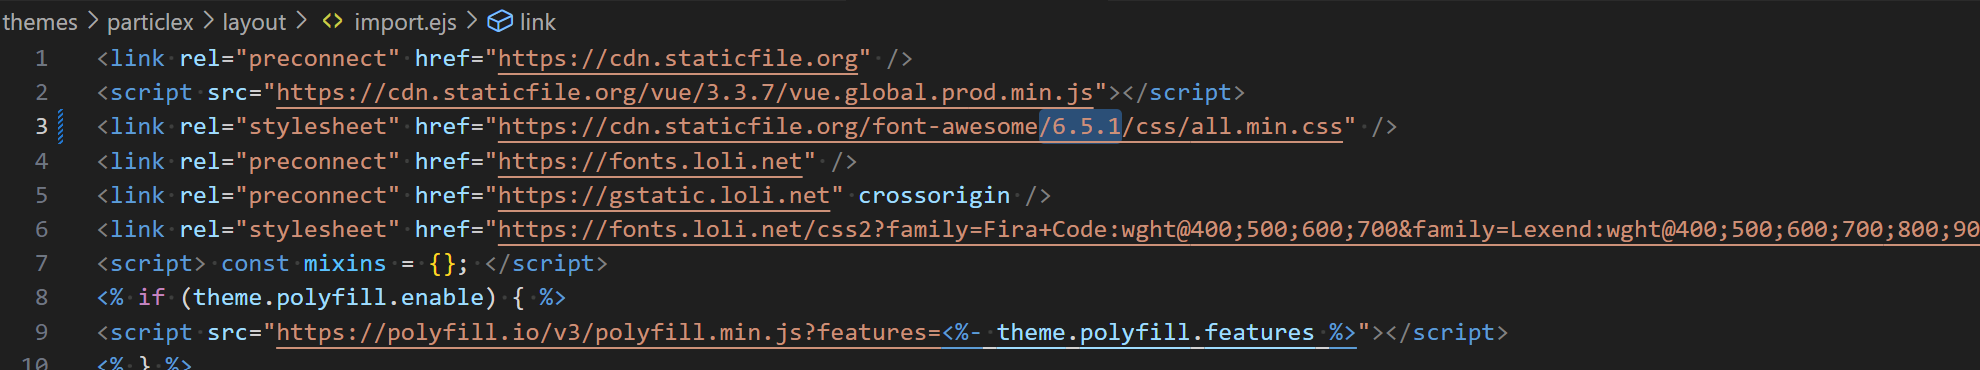 themes > particlex > layout > <> import.ejs > link
1 <link rel="preconnect" href="https://cdn.staticfile.org" />
2 <script src="https://cdn.staticfile.org/vue/3.3.7/vue.global.prod.min.js"></script>
3 <link rel="stylesheet" href="https://cdn.staticfile.org/font-awesome/6.5.1/css/all.min.css" />
4 <link rel="preconnect" href="https://fonts.loli.net" />
5 <link rel="preconnect" href="https://gstatic.loli.net" crossorigin />
6 <link rel="stylesheet" href="https://fonts.loli.net/css2?family=Fira+Code:wght@400;500;600;700&family=Lexend:wght@400;500;600;700;800;90
7 <script> const mixins = {}; </script>
8 <% if (theme.polyfill.enable) { %>
9 <script src="https://polyfill.io/v3/polyfill.min.js?features=<%- theme.polyfill.features %>"></script>
10 <% } %>